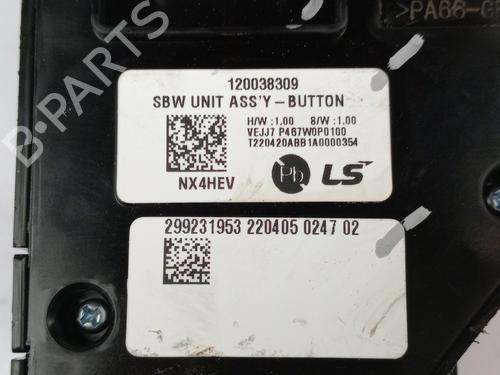 >PA66-G
120038309
SBW UNIT ASS'Y-BUTTON
H/W :1.00 S/W :1.00
VEJJ7 P467W0P0100
T220420ABB1A0000354
NX4HEV
Pb LS
299231953 220405 0247 02
B-PARTS